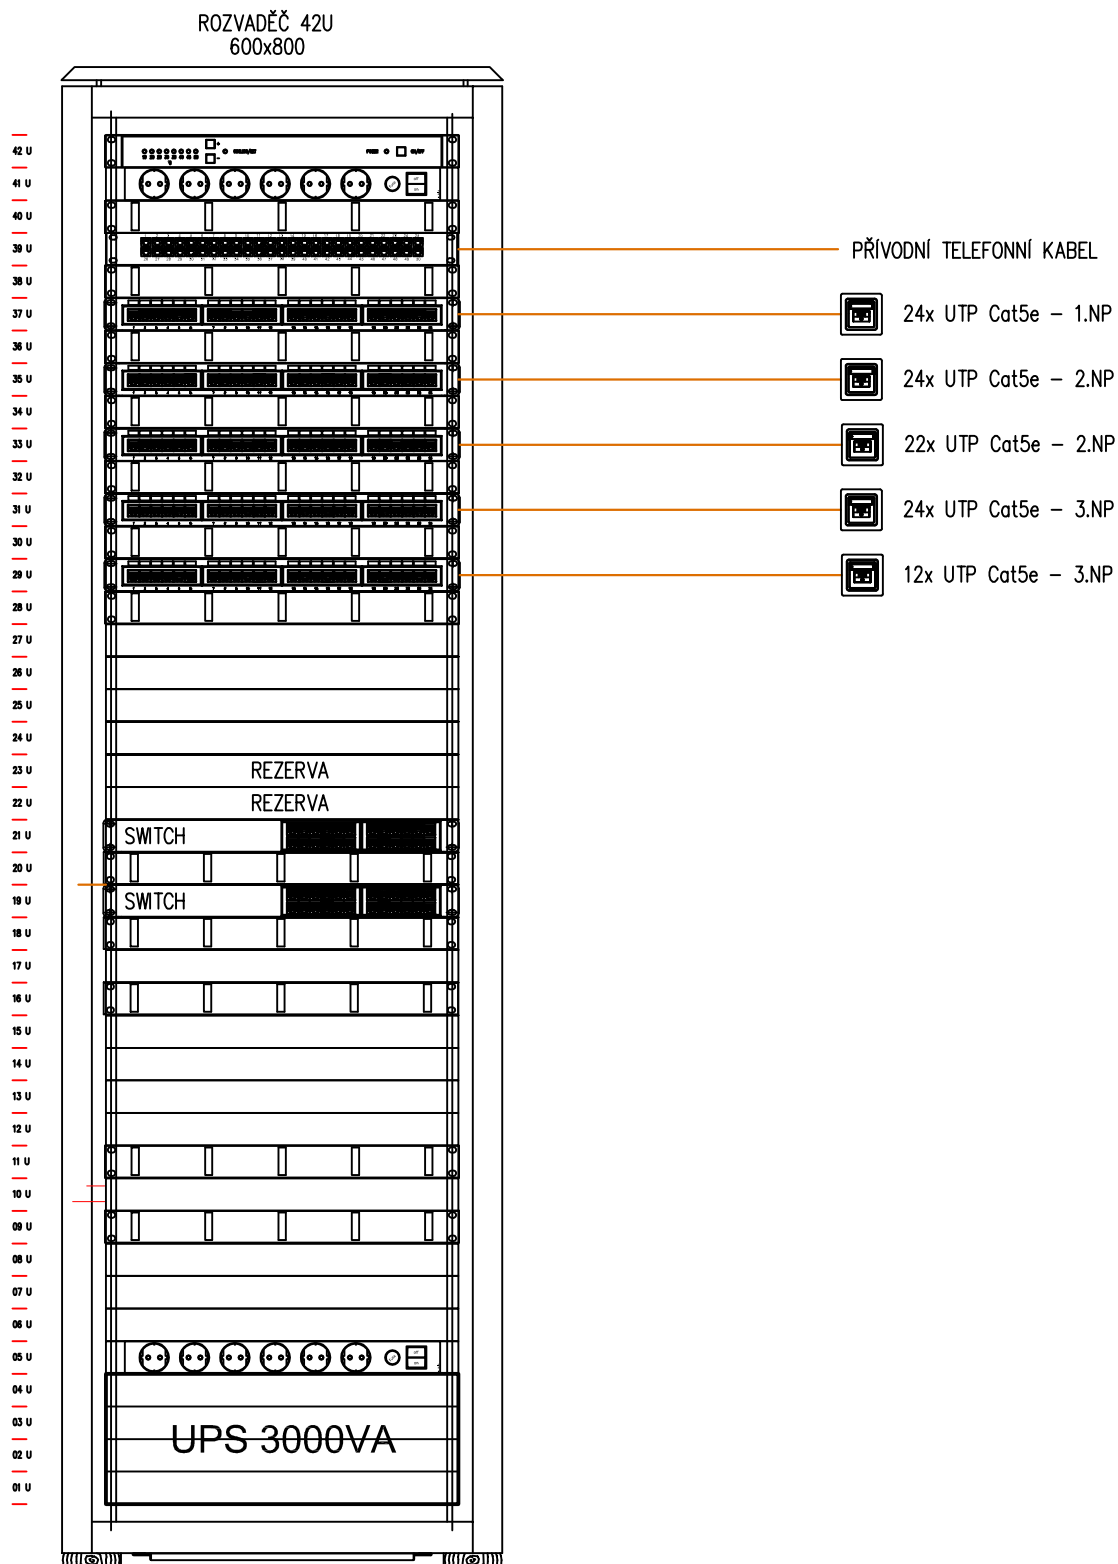 ROZVADĚČ 42U
600x800
42 U
41 U
40 U
39 U
PŘÍVODNÍ TELEFONNÍ KABEL
38 U
37 U
24x UTP Cat5e – 1.NP
36 U
35 U
24x UTP Cat5e – 2.NP
34 U
33 U
22x UTP Cat5e – 2.NP
32 U
31 U
24x UTP Cat5e – 3.NP
30 U
29 U
12x UTP Cat5e – 3.NP
28 U
27 U
26 U
25 U
24 U
23 U
REZERVA
22 U
REZERVA
21 U
SWITCH
20 U
19 U
SWITCH
18 U
17 U
16 U
15 U
14 U
13 U
12 U
11 U
10 U
09 U
08 U
07 U
06 U
05 U
04 U
03 U
UPS 3000VA
02 U
01 U